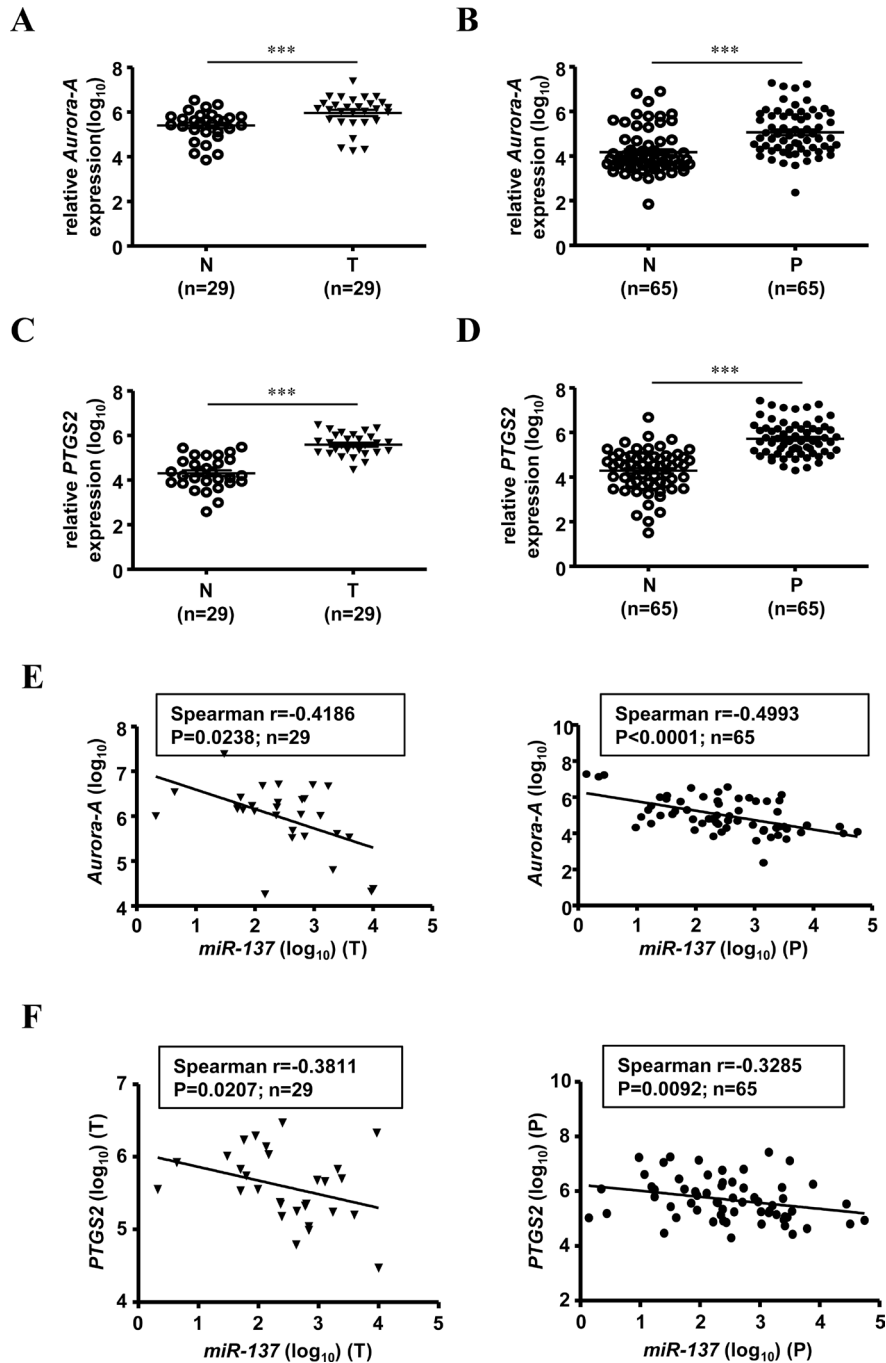 A
***
relative Aurora-A
expression(log10)
8
6
4
2
0
N
T
(n=29)
(n=29)
B
***
relative Aurora-A
expression (log10)
8
6
4
2
0
N
P
(n=65)
(n=65)
C
***
relative PTGS2
expression (log10)
8
6
4
2
0
N
T
(n=29)
(n=29)
D
***
relative PTGS2
expression (log10)
8
6
4
2
0
N
P
(n=65)
(n=65)
E
Spearman r=-0.4186
P=0.0238; n=29
Aurora-A (log10)
8
7
6
5
4
0 1 2 3 4 5
miR-137 (log10) (T)
Spearman r=-0.4993
P<0.0001; n=65
Aurora-A (log10)
10
8
6
4
2
0
0 1 2 3 4 5
miR-137 (log10) (P)
F
Spearman r=-0.3811
P=0.0207; n=29
PTGS2 (log10) (T)
7
6
5
4
0 1 2 3 4 5
miR-137 (log10) (T)
Spearman r=-0.3285
P=0.0092; n=65
PTGS2 (log10) (P)
10
8
6
4
2
0 1 2 3 4 5
miR-137 (log10) (P)